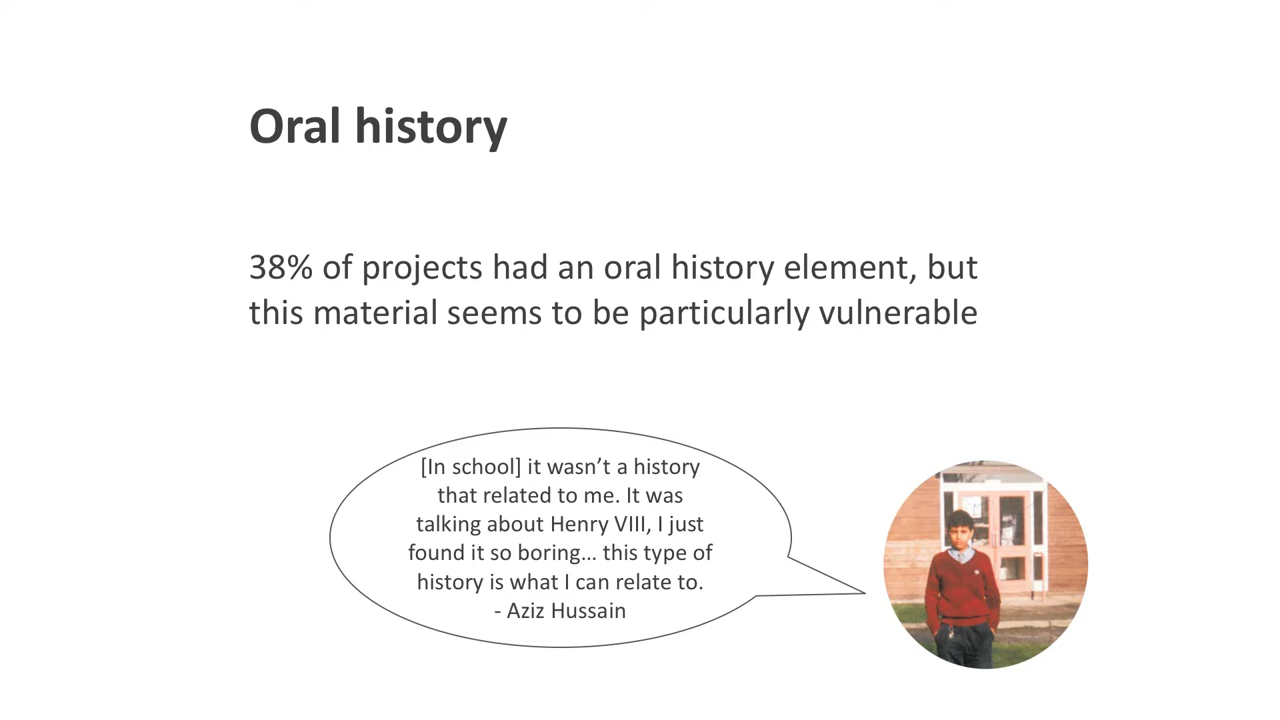 Oral history
38% of projects had an oral history element, but
this material seems to be particularly vulnerable
[In school] it wasn’t a history
that related to me. It was
talking about Henry VIII, I just
found it so boring... this type of
history is what I can relate to.
- Aziz Hussain